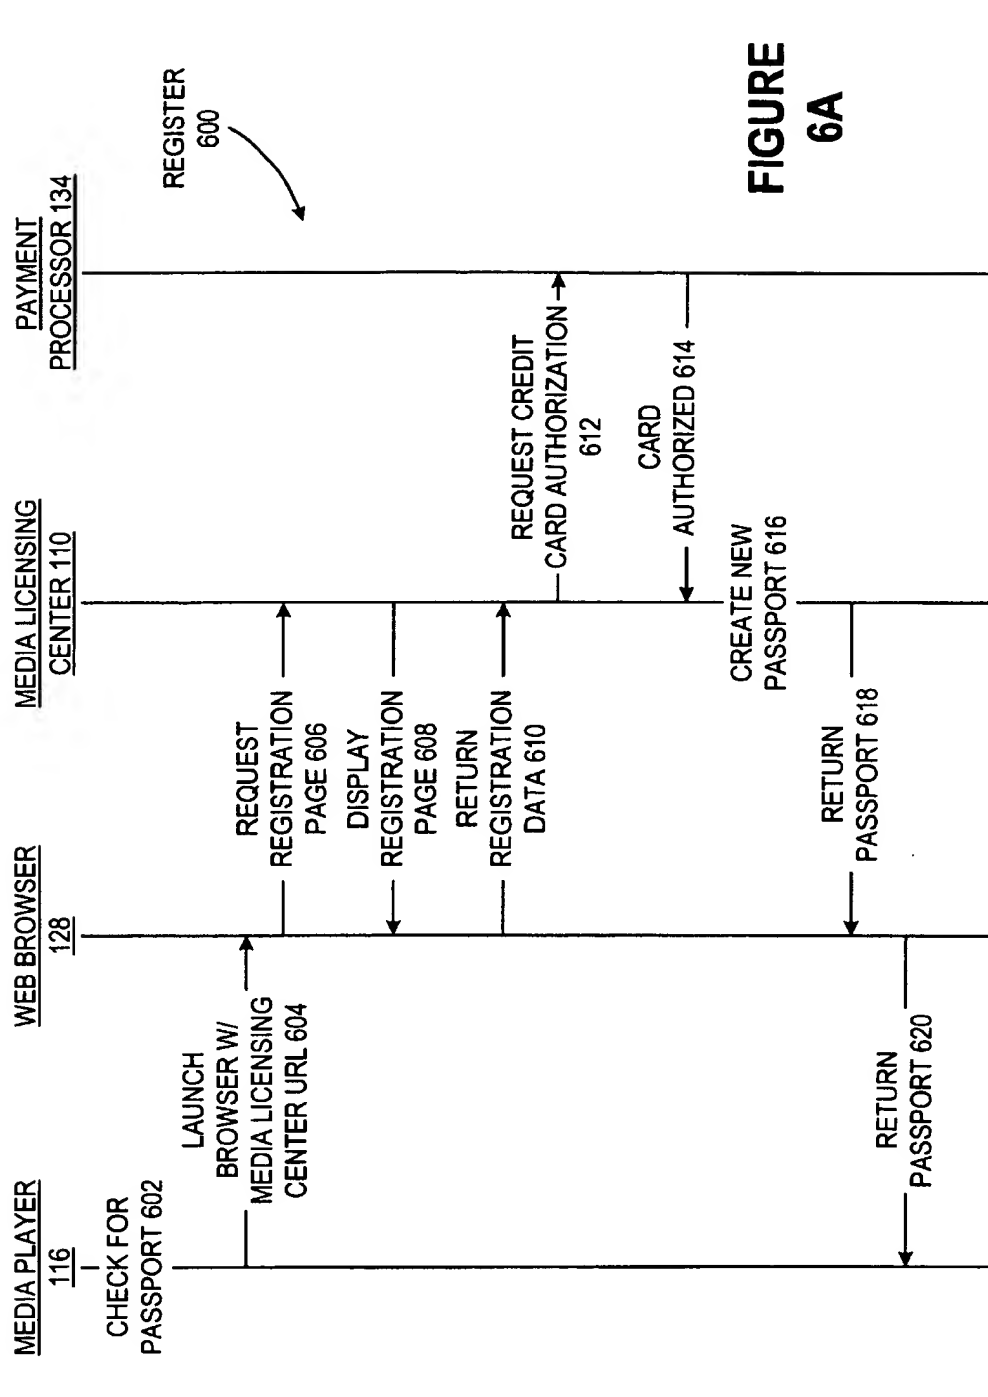 MEDIA PLAYER
116
WEB BROWSER
128
MEDIA LICENSING
CENTER 110
PAYMENT
PROCESSOR 134
CHECK FOR
PASSPORT 602
REGISTER
600
LAUNCH
BROWSER W/
MEDIA LICENSING
CENTER URL 604
REQUEST
REGISTRATION
PAGE 606
DISPLAY
REGISTRATION
PAGE 608
RETURN
REGISTRATION
DATA 610
REQUEST CREDIT
CARD AUTHORIZATION
612
CARD
AUTHORIZED 614
CREATE NEW
PASSPORT 616
RETURN
PASSPORT 618
RETURN
PASSPORT 620
FIGURE
6A